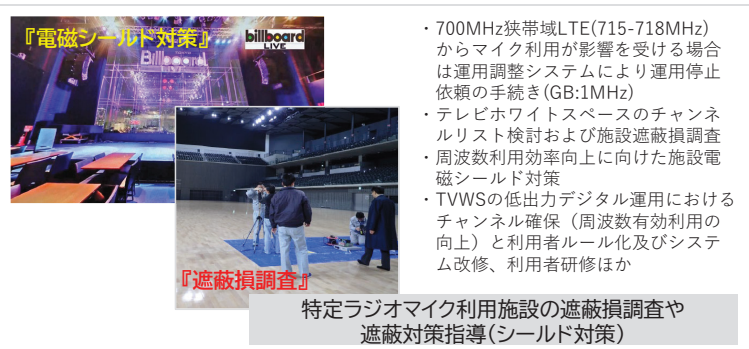 『電磁シールド対策』
billboard
LIVE
Billboard
『遮蔽損調査』
・700MHz狭帯域LTE(715-718MHz)
からマイク利用が影響を受ける場合
は運用調整システムにより運用停止
依頼の手続き(GB:1MHz)
・テレビホワイトスペースのチャンネ
ルリスト検討および施設遮蔽損調査
・周波数利用効率向上に向けた施設電
磁シールド対策
・TVWSの低出力デジタル運用における
チャンネル確保（周波数有効利用の
向上）と利用者ルール化及びシステ
ム改修、利用者研修ほか
特定ラジオマイク利用施設の遮蔽損調査や
遮蔽対策指導(シールド対策)